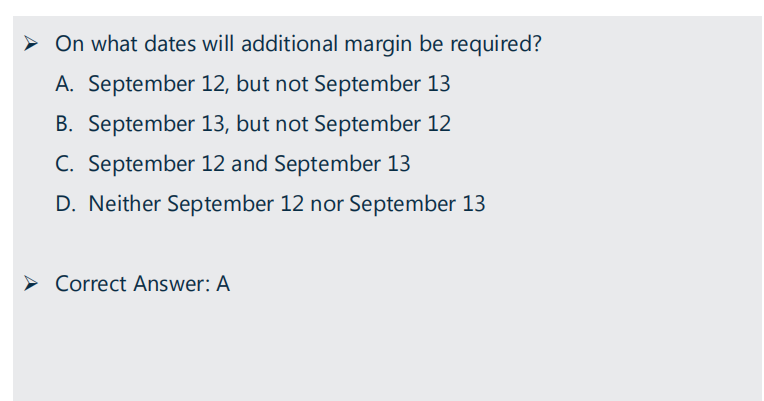 ➢ On what dates will additional margin be required?
A. September 12, but not September 13
B. September 13, but not September 12
C. September 12 and September 13
D. Neither September 12 nor September 13
➢ Correct Answer: A